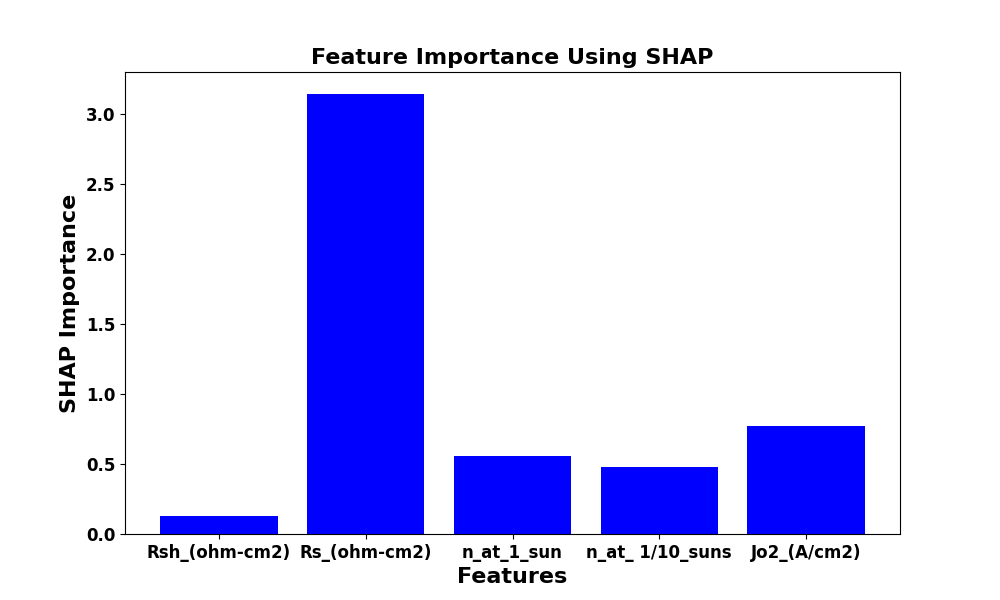 Feature Importance Using SHAP
SHAP Importance
3.0
2.5
2.0
1.5
1.0
0.5
0.0
Rsh_(ohm-cm2) Rs_(ohm-cm2) n_at_1_sun n_at_ 1/10_suns Jo2_(A/cm2)
Features